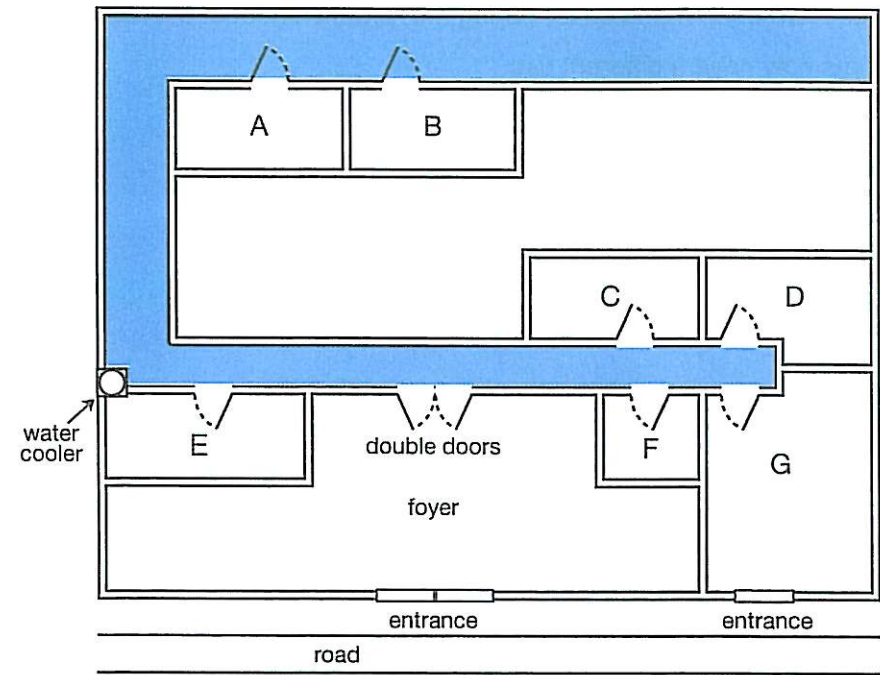 A
B
C
D
water
cooler
E
double doors
F
G
foyer
entrance
entrance
road